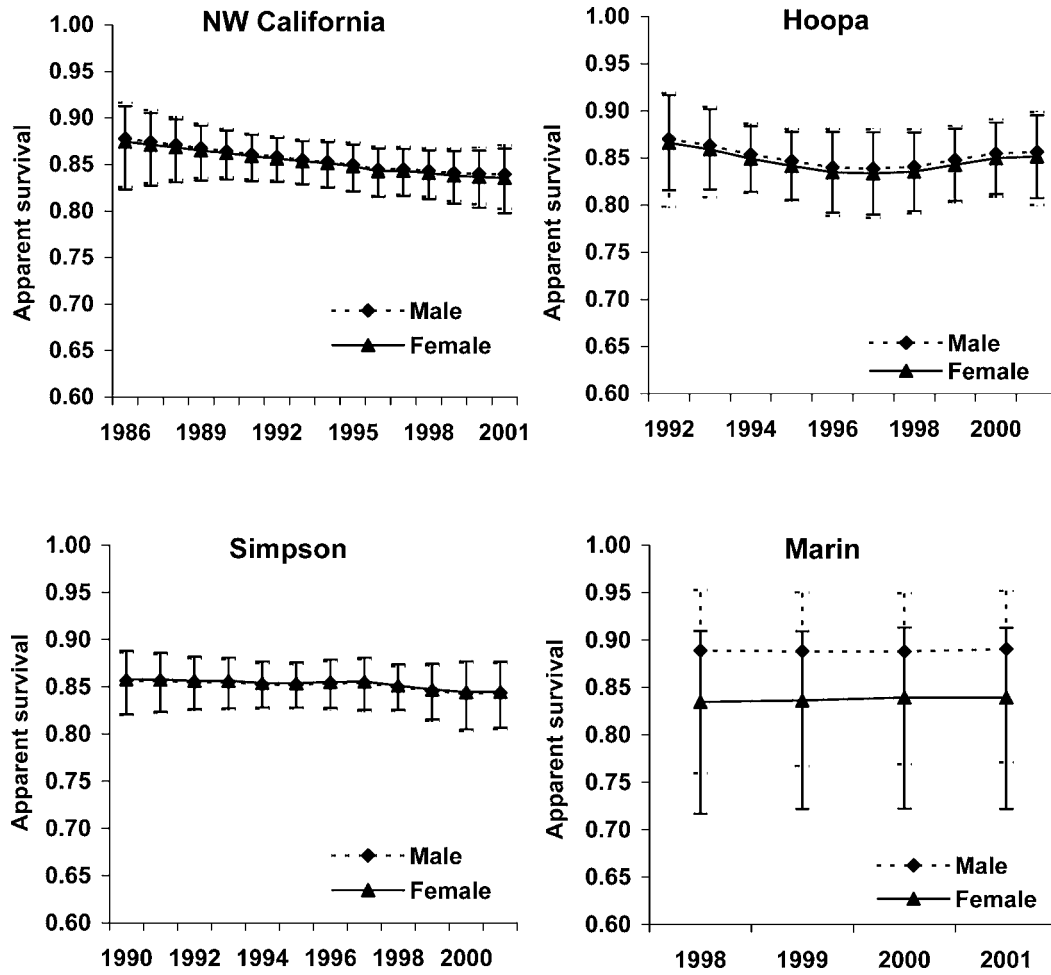 NW California
Apparent survival
1.00
0.95
0.90
0.85
0.80
0.75
0.70
0.65
0.60
Male
Female
1986 1989 1992 1995 1998 2001
Hoopa
Apparent survival
1.00
0.95
0.90
0.85
0.80
0.75
0.70
0.65
0.60
Male
Female
1992 1994 1996 1998 2000
Simpson
Apparent survival
1.00
0.95
0.90
0.85
0.80
0.75
0.70
0.65
0.60
Male
Female
1990 1992 1994 1996 1998 2000
Marin
Apparent survival
1.00
0.95
0.90
0.85
0.80
0.75
0.70
0.65
0.60
Male
Female
1998 1999 2000 2001